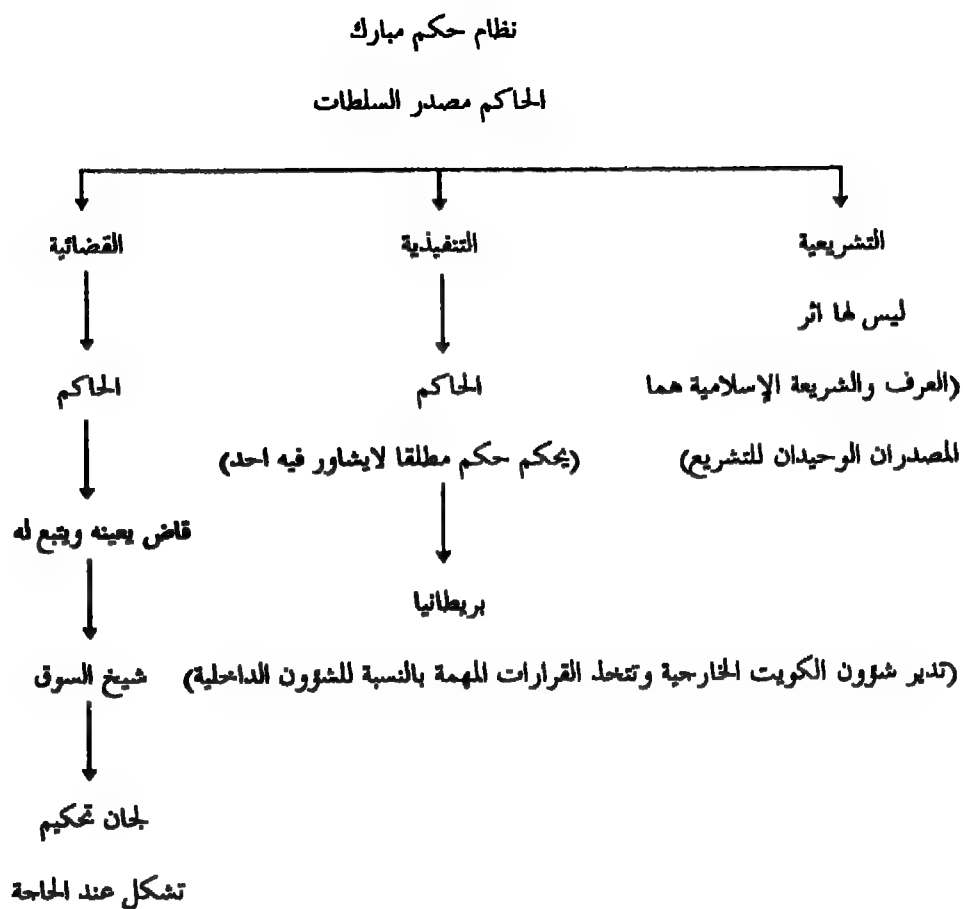 نظام حكم مبارك
الحاكم مصدر السلطات
التشريعية
التنفيذية
القضائية
ليس لها اثر
(العرف والشريعة الإسلامية هما
المصدران الوحيدان للتشريع)
الحاكم
(يحكم حكم مطلقا لايشاور فيه احد)
بريطانيا
(تدير شؤون الكويت الخارجية وتتخذ القرارات المهمة بالنسبة للشؤون الداخلية)
الحاكم
قاض يعينه ويتبع له
شيخ السوق
لجان تحكيم
تشكل عند الحاجة